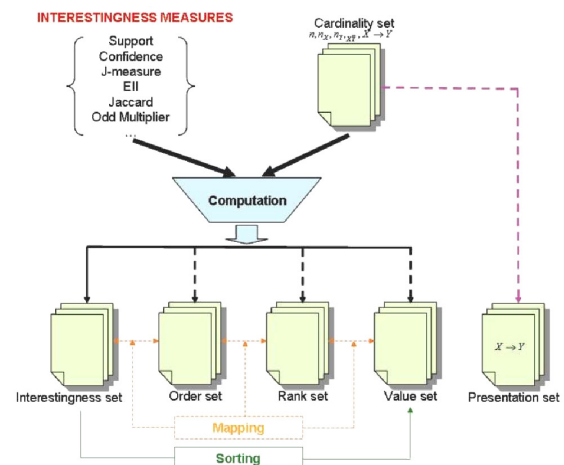 INTERESTINGNESS MEASURES
Support
Confidence
J-measure
EII
Jaccard
Odd Multiplier
...
Cardinality set
X → Y
Computation
X → Y
Interestingness set
Order set
Rank set
Value set
Presentation set
Mapping
Sorting